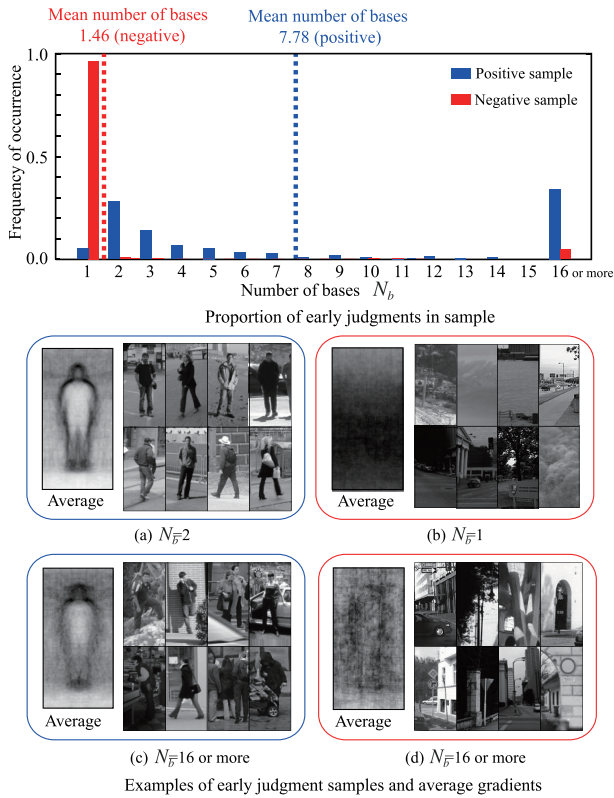 Mean number of bases
1.46 (negative)
Mean number of bases
7.78 (positive)
Frequency of occurrence
1.0
0.5
0.0
Positive sample
Negative sample
1 2 3 4 5 6 7 8 9 10 11 12 13 14 15 16 or more
Number of bases N_b
Proportion of early judgments in sample
Average
Average
(a) N_b=2
(b) N_b=1
Average
Average
(c) N_b=16 or more
(d) N_b=16 or more
Examples of early judgment samples and average gradients